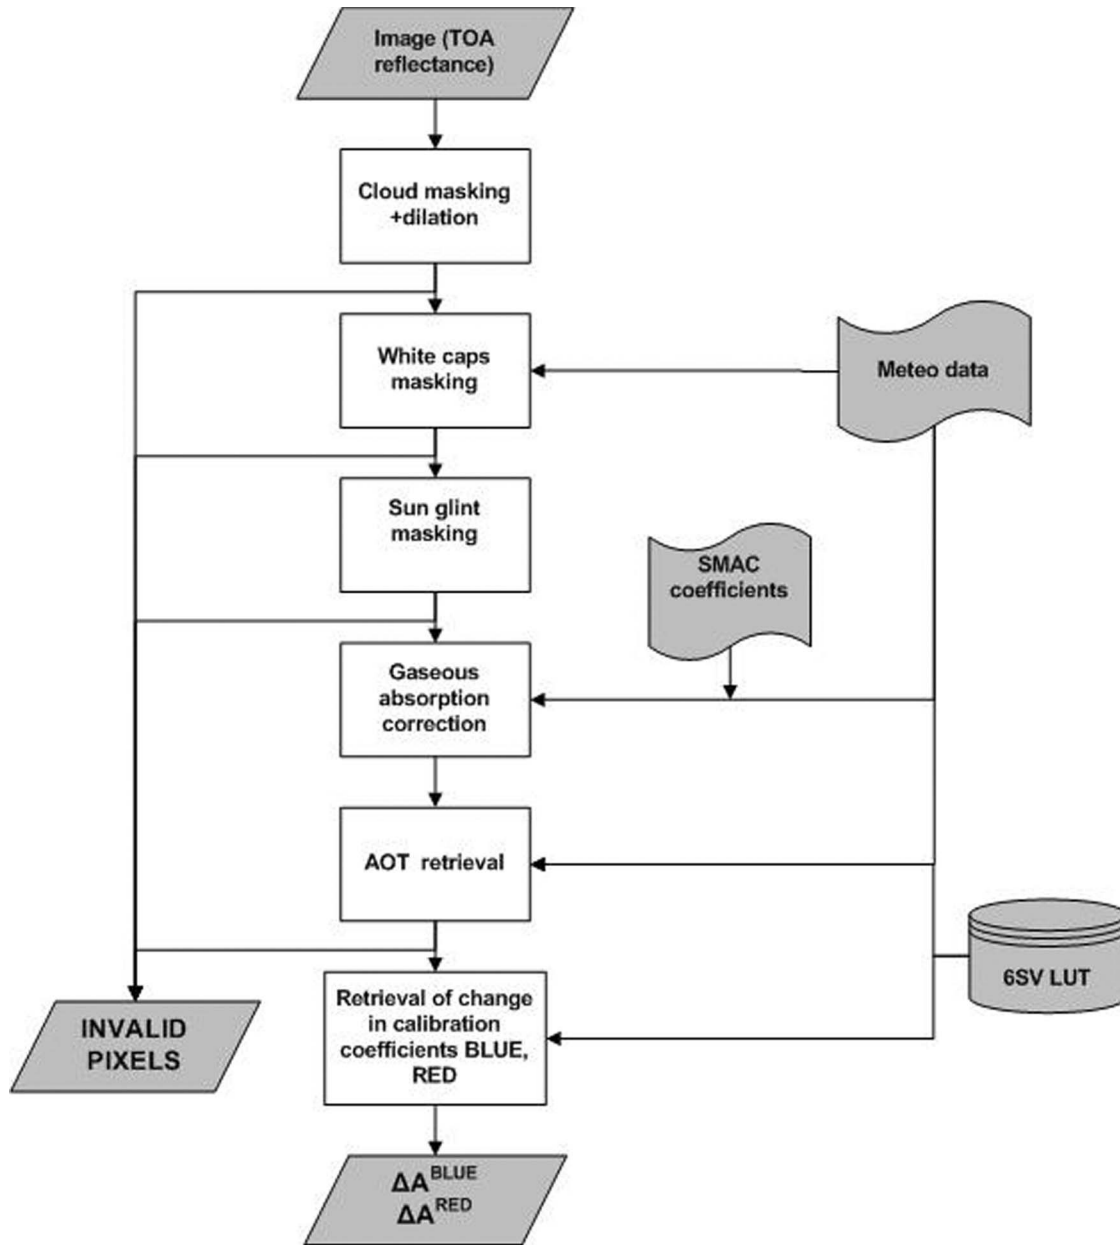 Image (TOA
reflectance)
Cloud masking
+dilation
White caps
masking
Meteo data
Sun glint
masking
SMAC
coefficients
Gaseous
absorption
correction
AOT retrieval
6SV LUT
Retrieval of change
in calibration
coefficients BLUE,
RED
INVALID
PIXELS
ΔA^BLUE
ΔA^RED